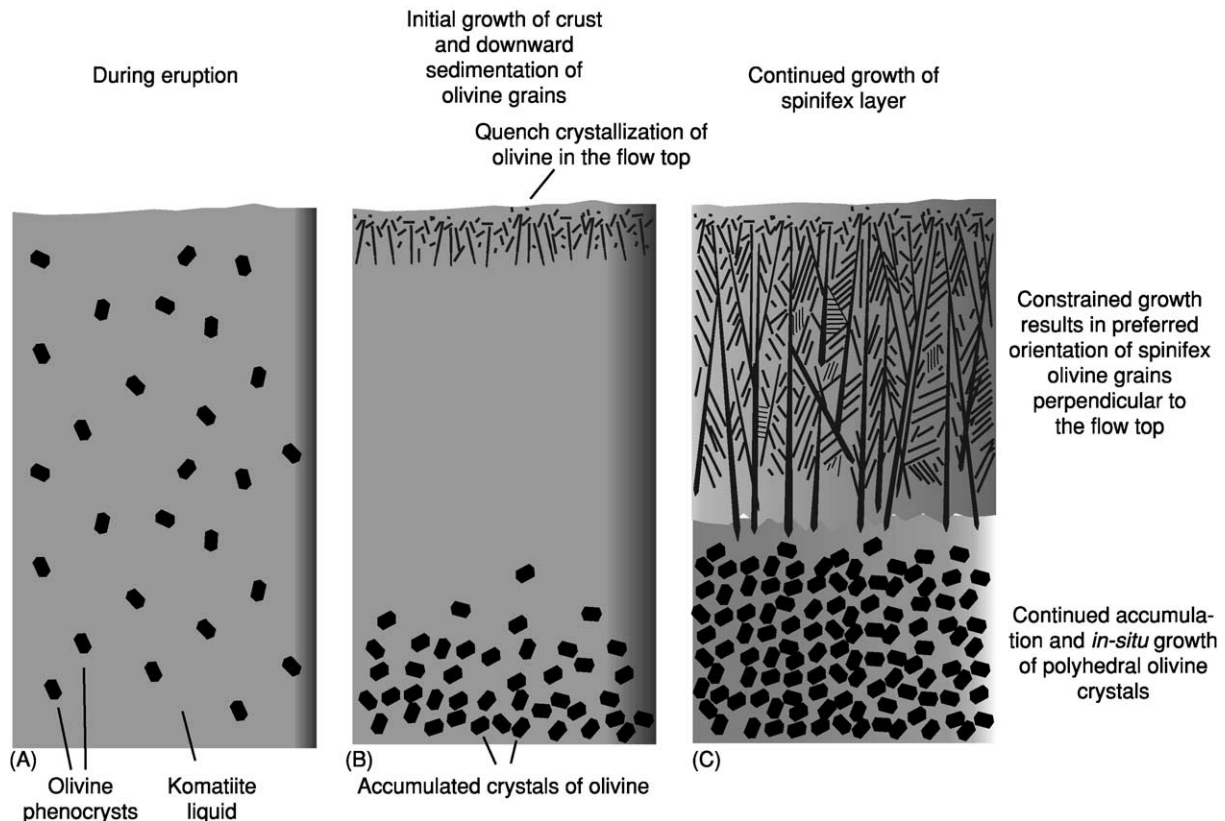 During eruption
Initial growth of crust
and downward
sedimentation of
olivine grains
Quench crystallization of
olivine in the flow top
Continued growth of
spinifex layer
Constrained growth
results in preferred
orientation of spinifex
olivine grains
perpendicular to
the flow top
Continued accumula-
tion and in-situ growth
of polyhedral olivine
crystals
(A)
Olivine
phenocrysts
Komatiite
liquid
(B)
Accumulated crystals of olivine
(C)